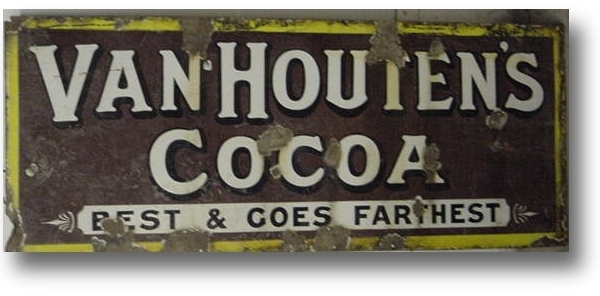 VAN HOUTEN'S
COCOA
BEST & GOES FARTHEST